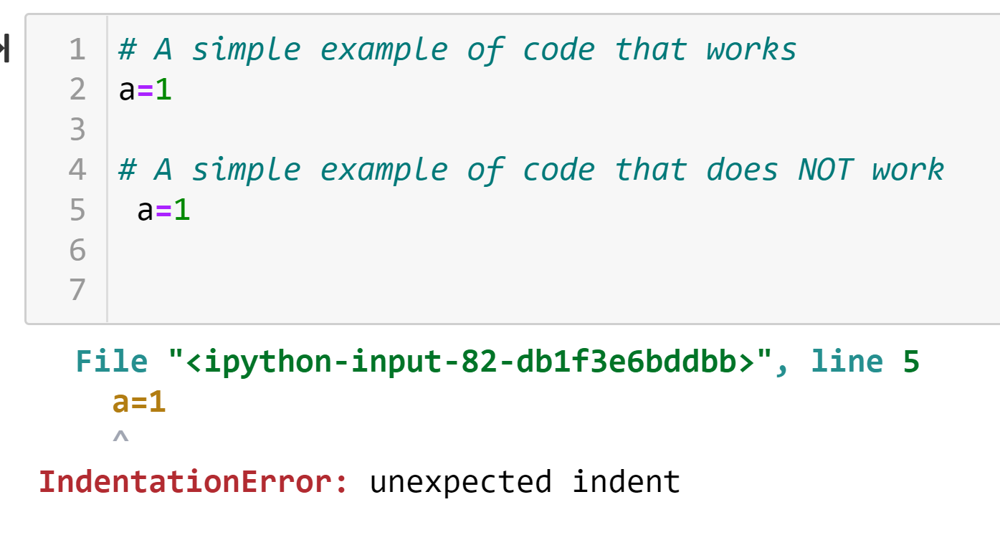 1 # A simple example of code that works
2 a=1
3
4 # A simple example of code that does NOT work
5  a=1
6
7
File "<ipython-input-82-db1f3e6bddbb>", line 5
a=1
^
IndentationError: unexpected indent